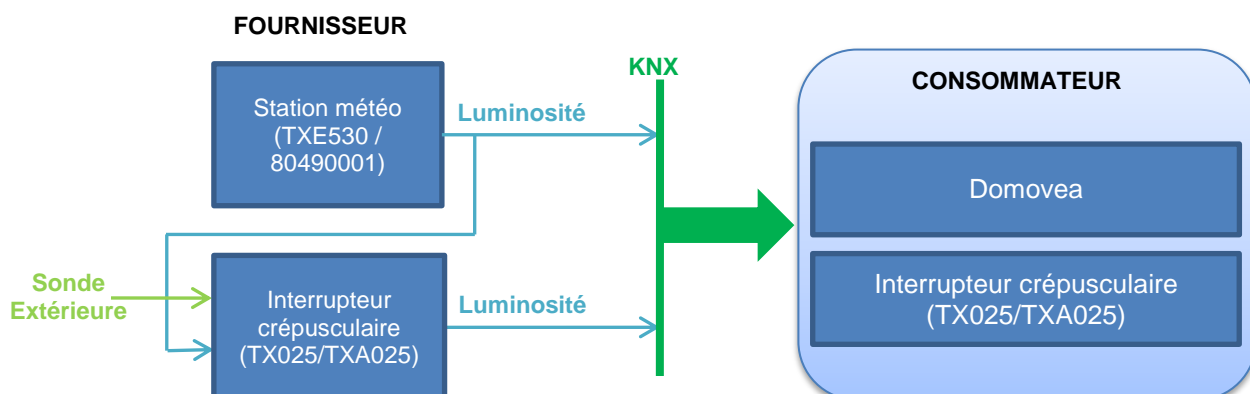 FOURNISSEUR
Station météo
(TXE530 /
80490001)
Luminosité
KNX
CONSOMMATEUR
Domovea
Sonde
Extérieure
Interrupteur
crépusculaire
(TX025/TXA025)
Luminosité
Interrupteur crépusculaire
(TX025/TXA025)